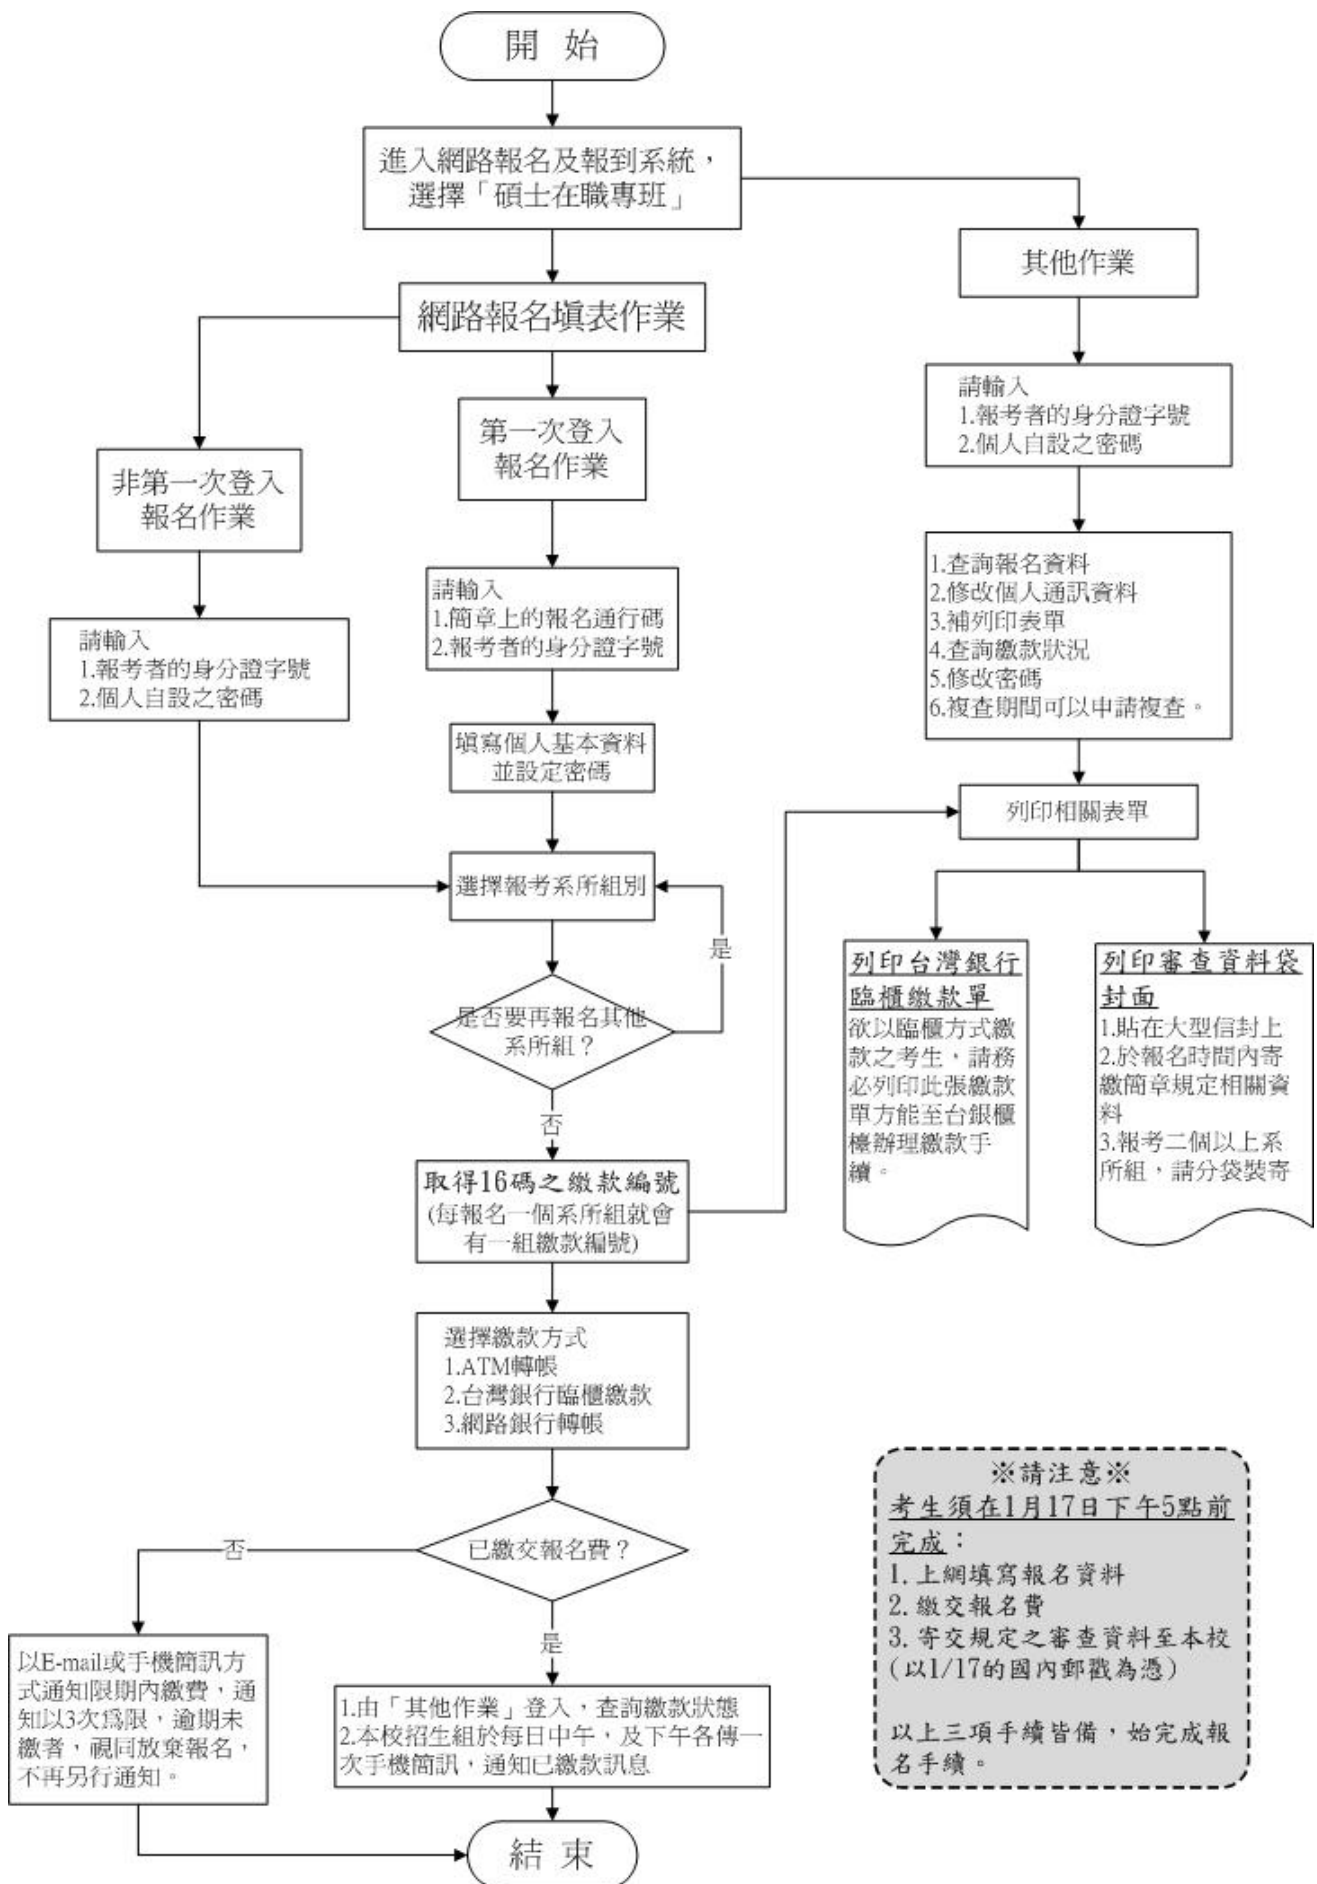 開 始
進入網路報名及報到系統，
選擇「碩士在職專班」
其他作業
網路報名填表作業
請輸入
1.報考者的身分證字號
2.個人自設之密碼
第一次登入
報名作業
非第一次登入
報名作業
1.查詢報名資料
2.修改個人通訊資料
3.補列印表單
4.查詢繳款狀況
5.修改密碼
6.複查期間可以申請複查。
請輸入
1.簡章上的報名通行碼
2.報考者的身分證字號
請輸入
1.報考者的身分證字號
2.個人自設之密碼
填寫個人基本資料
並設定密碼
列印相關表單
選擇報考系所組別
是
是否要再報名其他
系所組？
否
列印台灣銀行
臨櫃繳款單
欲以臨櫃方式繳
款之考生，請務
必列印此張繳款
單方能至台銀櫃
檯辦理繳款手
續。
列印審查資料袋
封面
1.貼在大型信封上
2.於報名時間內寄
繳簡章規定相關資
料
3.報考二個以上系
所組，請分袋裝寄
取得16碼之繳款編號
(每報名一個系所組就會
有一組繳款編號)
選擇繳款方式
1.ATM轉帳
2.台灣銀行臨櫃繳款
3.網路銀行轉帳
已繳交報名費？
否
是
以E-mail或手機簡訊方
式通知限期內繳費，通
知以3次為限，逾期未
繳者，視同放棄報名，
不再另行通知。
1.由「其他作業」登入，查詢繳款狀態
2.本校招生組於每日中午，及下午各傳一
次手機簡訊，通知已繳款訊息
※請注意※
考生須在1月17日下午5點前
完成：
1. 上網填寫報名資料
2. 繳交報名費
3. 寄交規定之審查資料至本校
(以1/17的國內郵戳為憑)
以上三項手續皆備，始完成報
名手續。
結 束